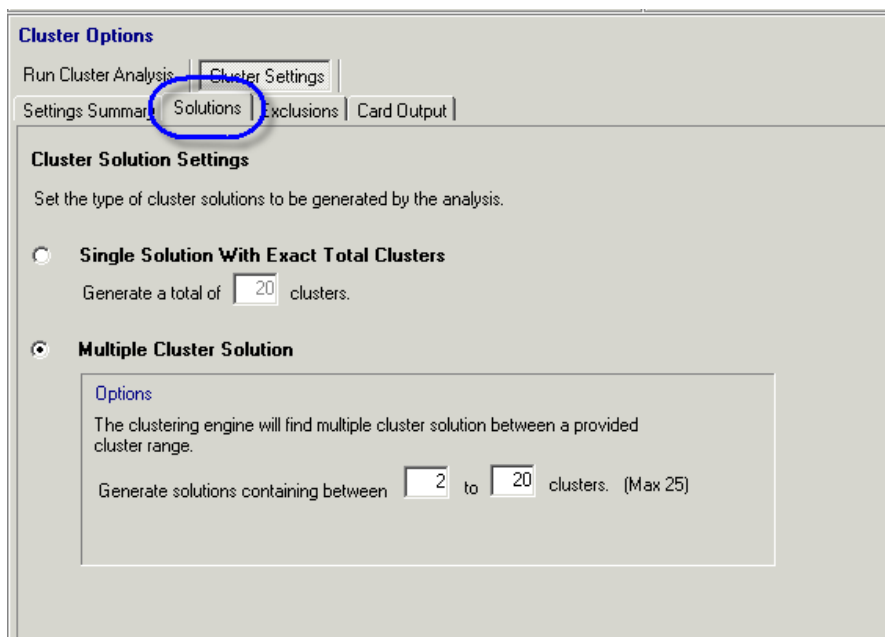 Cluster Options
Run Cluster Analysis Cluster Settings
Settings Summary Solutions Exclusions Card Output
Cluster Solution Settings
Set the type of cluster solutions to be generated by the analysis.
Single Solution With Exact Total Clusters
Generate a total of 20 clusters.
Multiple Cluster Solution
Options
The clustering engine will find multiple cluster solution between a provided
cluster range.
Generate solutions containing between 2 to 20 clusters. (Max 25)